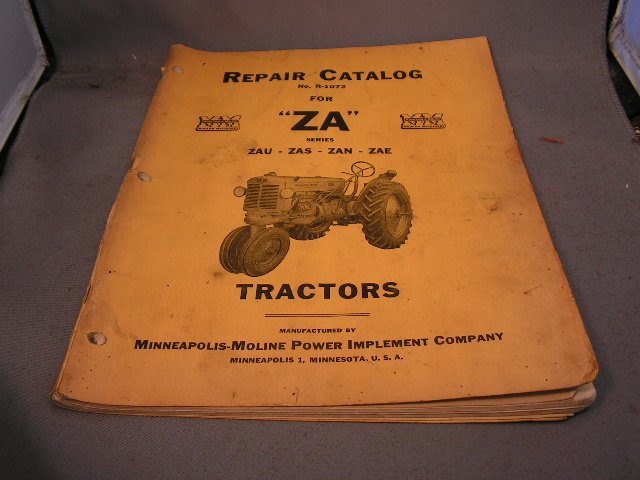 REPAIR CATALOG
No. R-1072
FOR
"ZA"
SERIES
ZAU - ZAS - ZAN - ZAE
TRACTORS
MANUFACTURED BY
MINNEAPOLIS-MOLINE POWER IMPLEMENT COMPANY
MINNEAPOLIS 1, MINNESOTA, U. S. A.